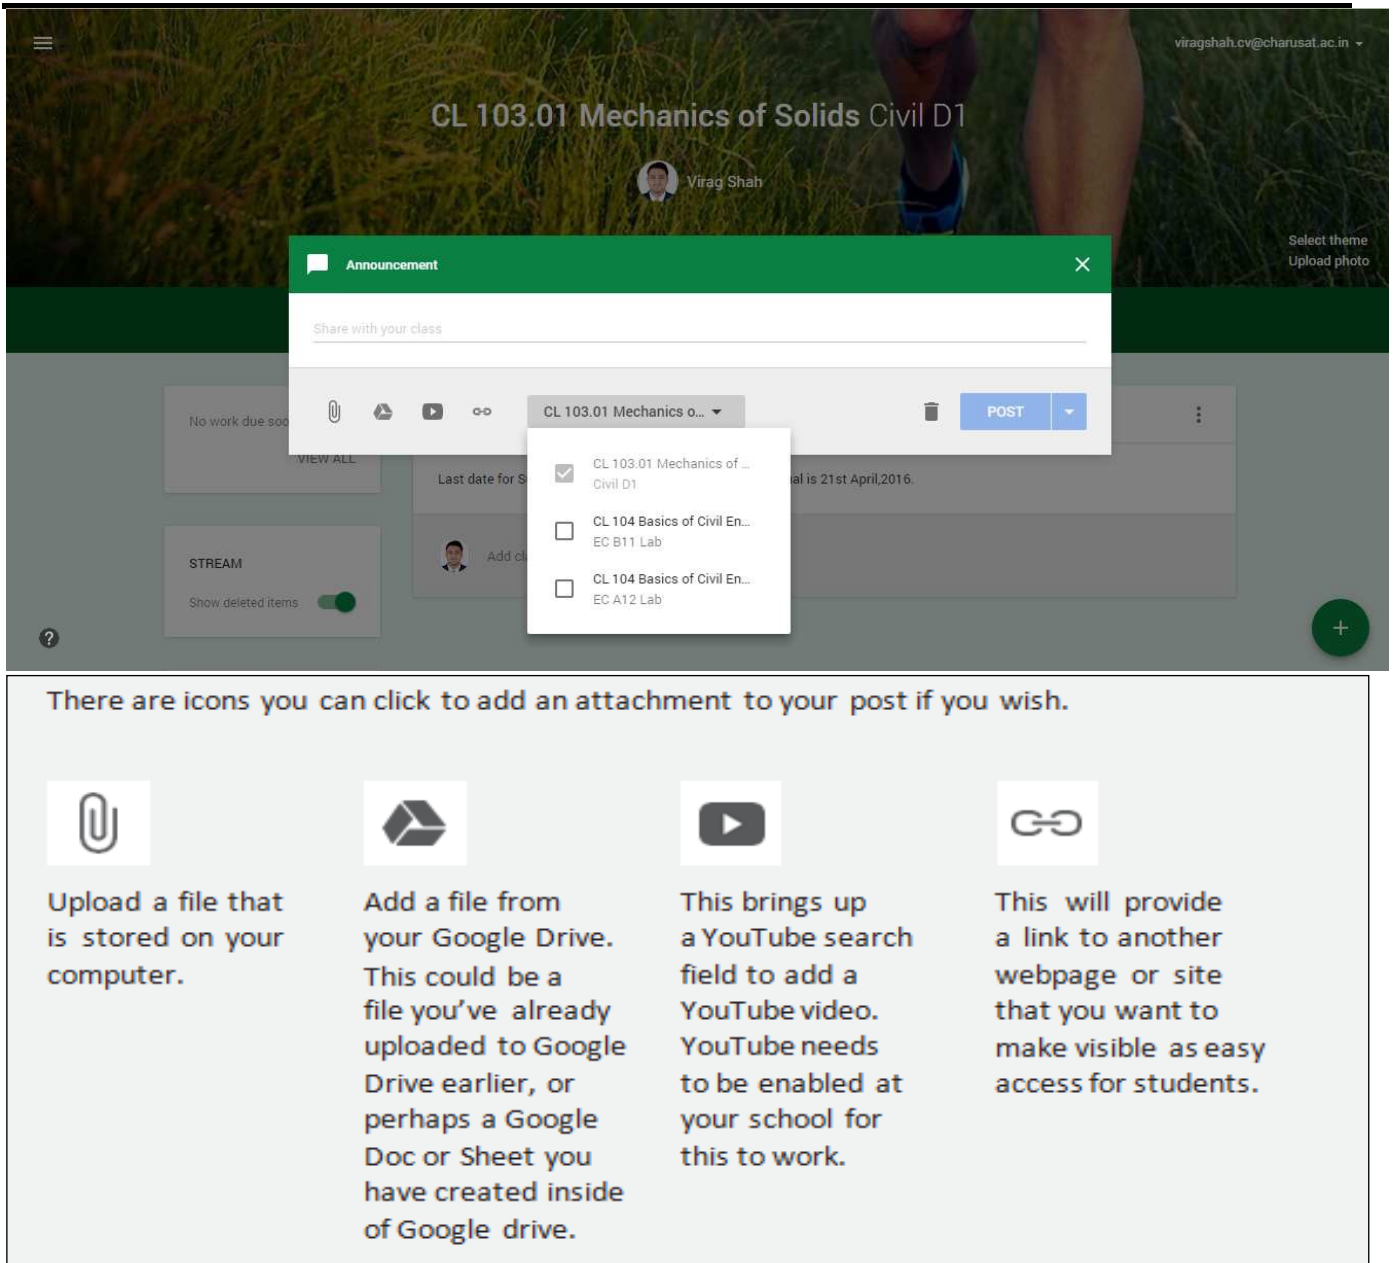 viragshah.cv@charusat.ac.in
CL 103.01 Mechanics of Solids Civil D1
Virag Shah
Select theme
Upload photo
Announcement
Share with your class
No work due soo
VIEW ALL
CL 103.01 Mechanics o...
POST
CL 103.01 Mechanics of ...
Civil D1
CL 104 Basics of Civil En...
EC B11 Lab
CL 104 Basics of Civil En...
EC A12 Lab
Last date for S
al is 21st April,2016.
Add cl
STREAM
Show deleted items
There are icons you can click to add an attachment to your post if you wish.
Upload a file that
is stored on your
computer.
Add a file from
your Google Drive.
This could be a
file you've already
uploaded to Google
Drive earlier, or
perhaps a Google
Doc or Sheet you
have created inside
of Google drive.
This brings up
a YouTube search
field to add a
YouTube video.
YouTube needs
to be enabled at
your school for
this to work.
This will provide
a link to another
webpage or site
that you want to
make visible as easy
access for students.